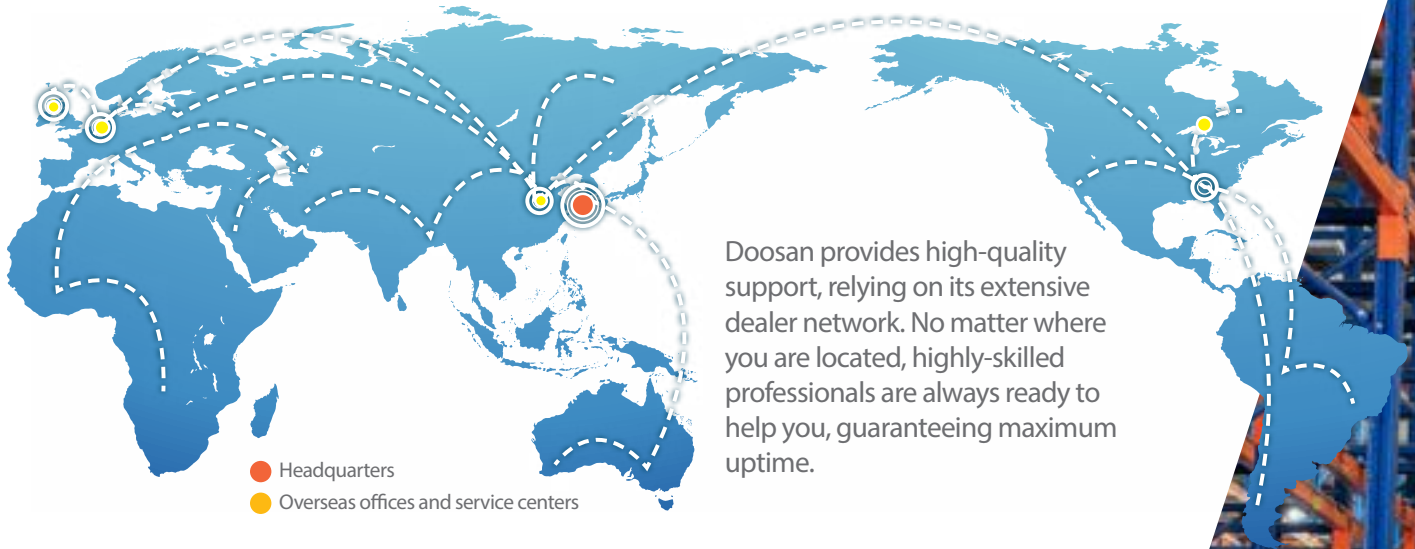 Doosan provides high-quality
support, relying on its extensive
dealer network. No matter where
you are located, highly-skilled
professionals are always ready to
help you, guaranteeing maximum
uptime.
Headquarters
Overseas offices and service centers